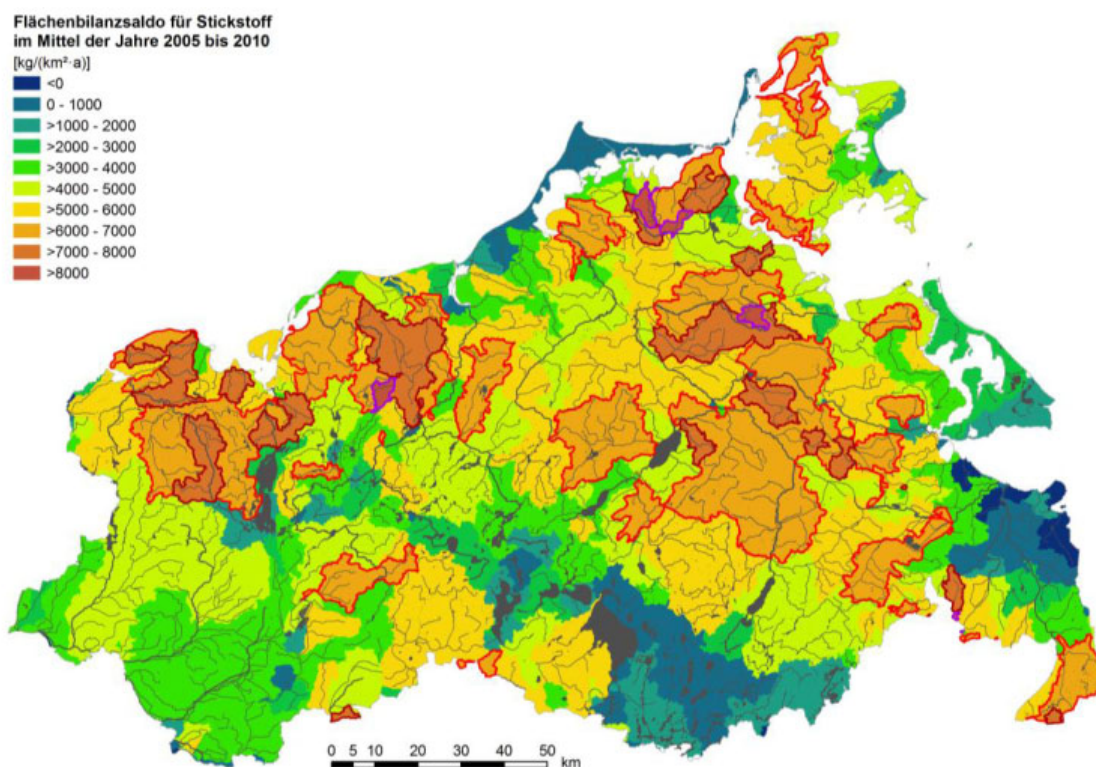 Flächenbilanzsaldo für Stickstoff
im Mittel der Jahre 2005 bis 2010
[kg/(km²·a)]
<0
0 - 1000
>1000 - 2000
>2000 - 3000
>3000 - 4000
>4000 - 5000
>5000 - 6000
>6000 - 7000
>7000 - 8000
>8000
0 5 10 20 30 40 50
km